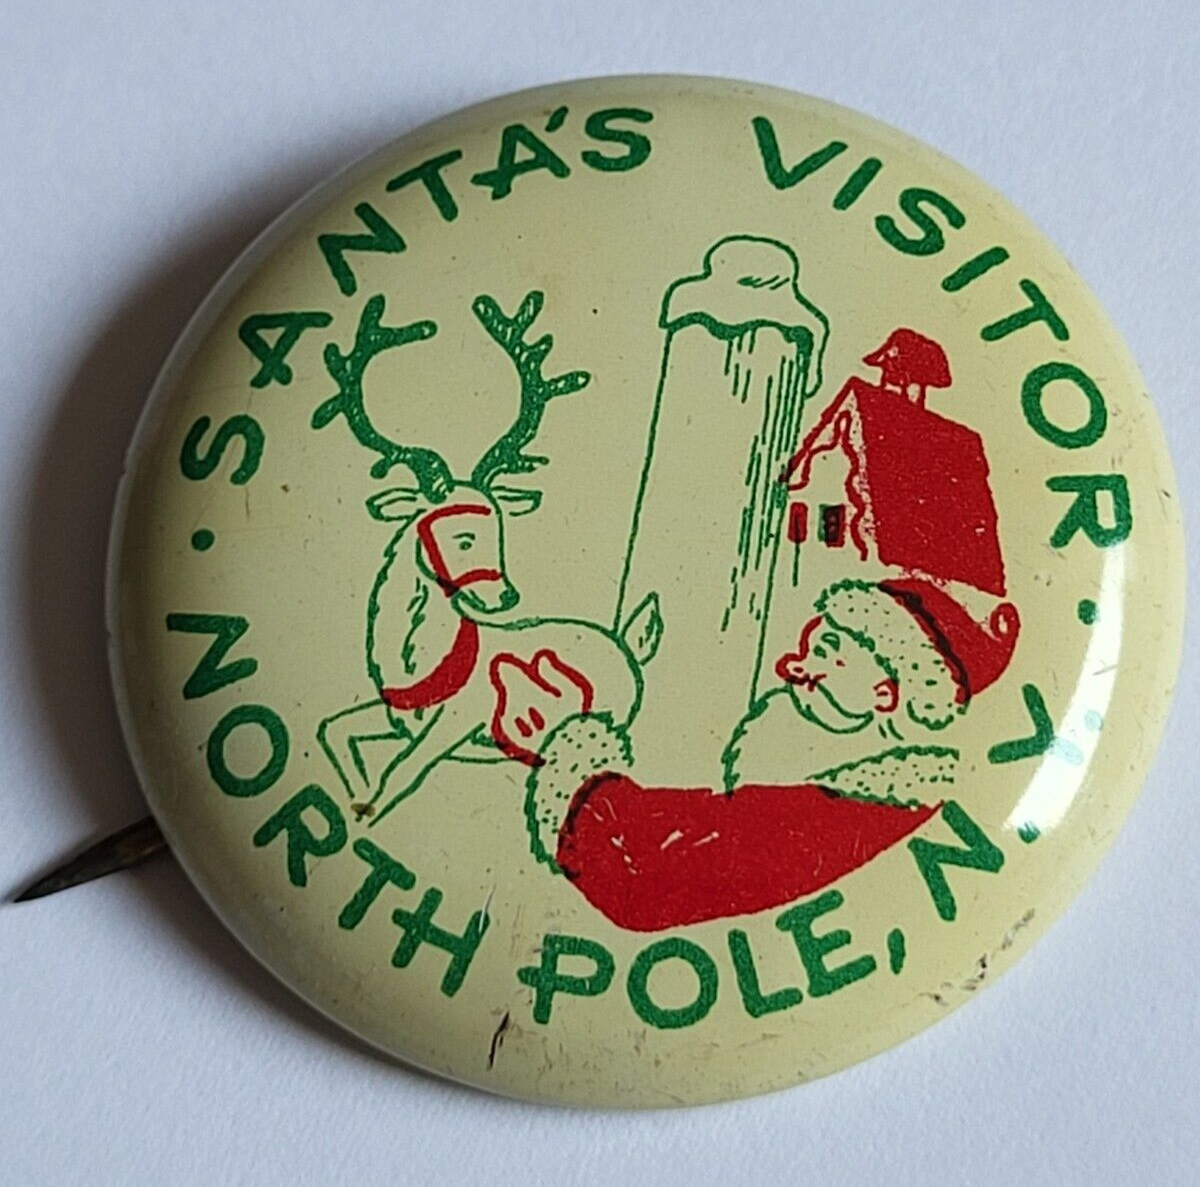 · SANTA'S VISITOR ·
NORTH POLE, N. Y.